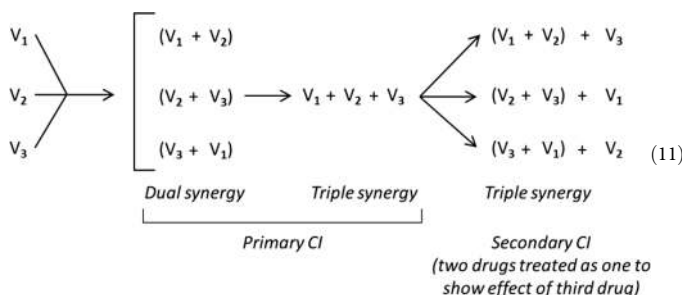 V₁ (V₁ + V₂) (V₁ + V₂) + V₃
V₂ (V₂ + V₃) V₁ + V₂ + V₃ (V₂ + V₃) + V₁
V₃ (V₃ + V₁) (V₃ + V₁) + V₂ (11)
Dual synergy Triple synergy Triple synergy
Primary CI Secondary CI
(two drugs treated as one to
show effect of third drug)